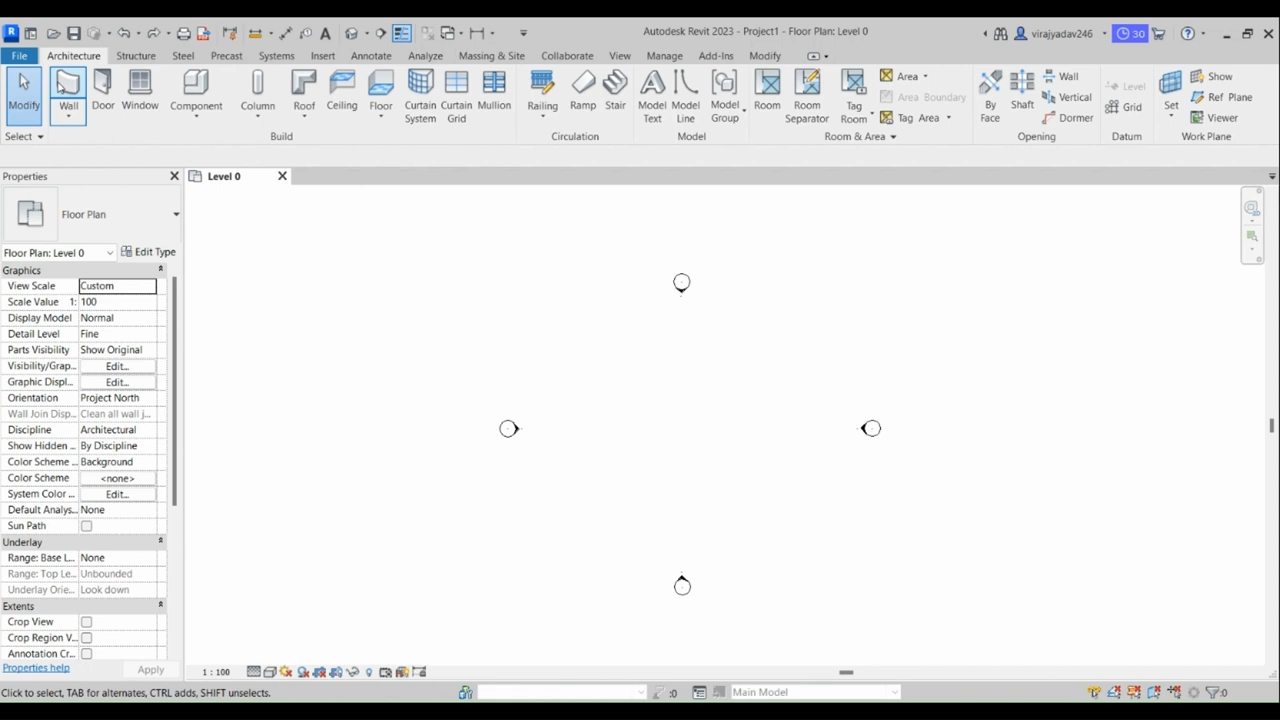 Autodesk Revit 2023 - Project1 - Floor Plan: Level 0
virajyadav246
30
File Architecture Structure Steel Precast Systems Insert Annotate Analyze Massing & Site Collaborate View Manage Add-Ins Modify
Modify Wall Door Window Component Column Roof Ceiling Floor Curtain System Curtain Grid Mullion Railing Ramp Stair Model Text Model Line Model Group Room Room Separator Tag Room
Area
Area Boundary
Tag Area
By Face Shaft
Wall
Vertical
Dormer
Level
Grid
Set
Show
Ref Plane
Viewer
Select Build Circulation Model Room & Area Opening Datum Work Plane
Properties
Level 0
Floor Plan
Floor Plan: Level 0 Edit Type
Graphics
View Scale Custom
Scale Value 1: 100
Display Model Normal
Detail Level Fine
Parts Visibility Show Original
Visibility/Grap... Edit...
Graphic Displ... Edit...
Orientation Project North
Wall Join Disp... Clean all wall j...
Discipline Architectural
Show Hidden ... By Discipline
Color Scheme ... Background
Color Scheme <none>
System Color ... Edit...
Default Analys... None
Sun Path
Underlay
Range: Base L... None
Range: Top Le... Unbounded
Underlay Orie... Look down
Extents
Crop View
Crop Region V...
Annotation Cr...
Properties help Apply
1 : 100
Click to select, TAB for alternates, CTRL adds, SHIFT unselects.
:0
Main Model
:0